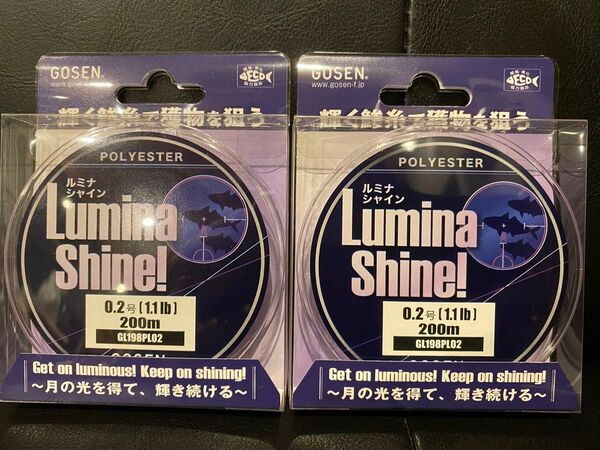 GOSEN®
輝く鮮糸で獲物を狙う
POLYESTER
ルミナ
シャイン
Lumina
Shine!
0.2号(1.1lb)
200m
GL198PL02
GOSEN
Get on luminous! Keep on shining!
～月の光を得て、輝き続ける～
GOSEN®
www.gosen-f.jp
輝く鮮糸で獲物を狙う
POLYESTER
ルミナ
シャイン
Lumina
Shine!
0.2号(1.1lb)
200m
GL198PL02
GOSEN
Get on luminous! Keep on shining!
～月の光を得て、輝き続ける～